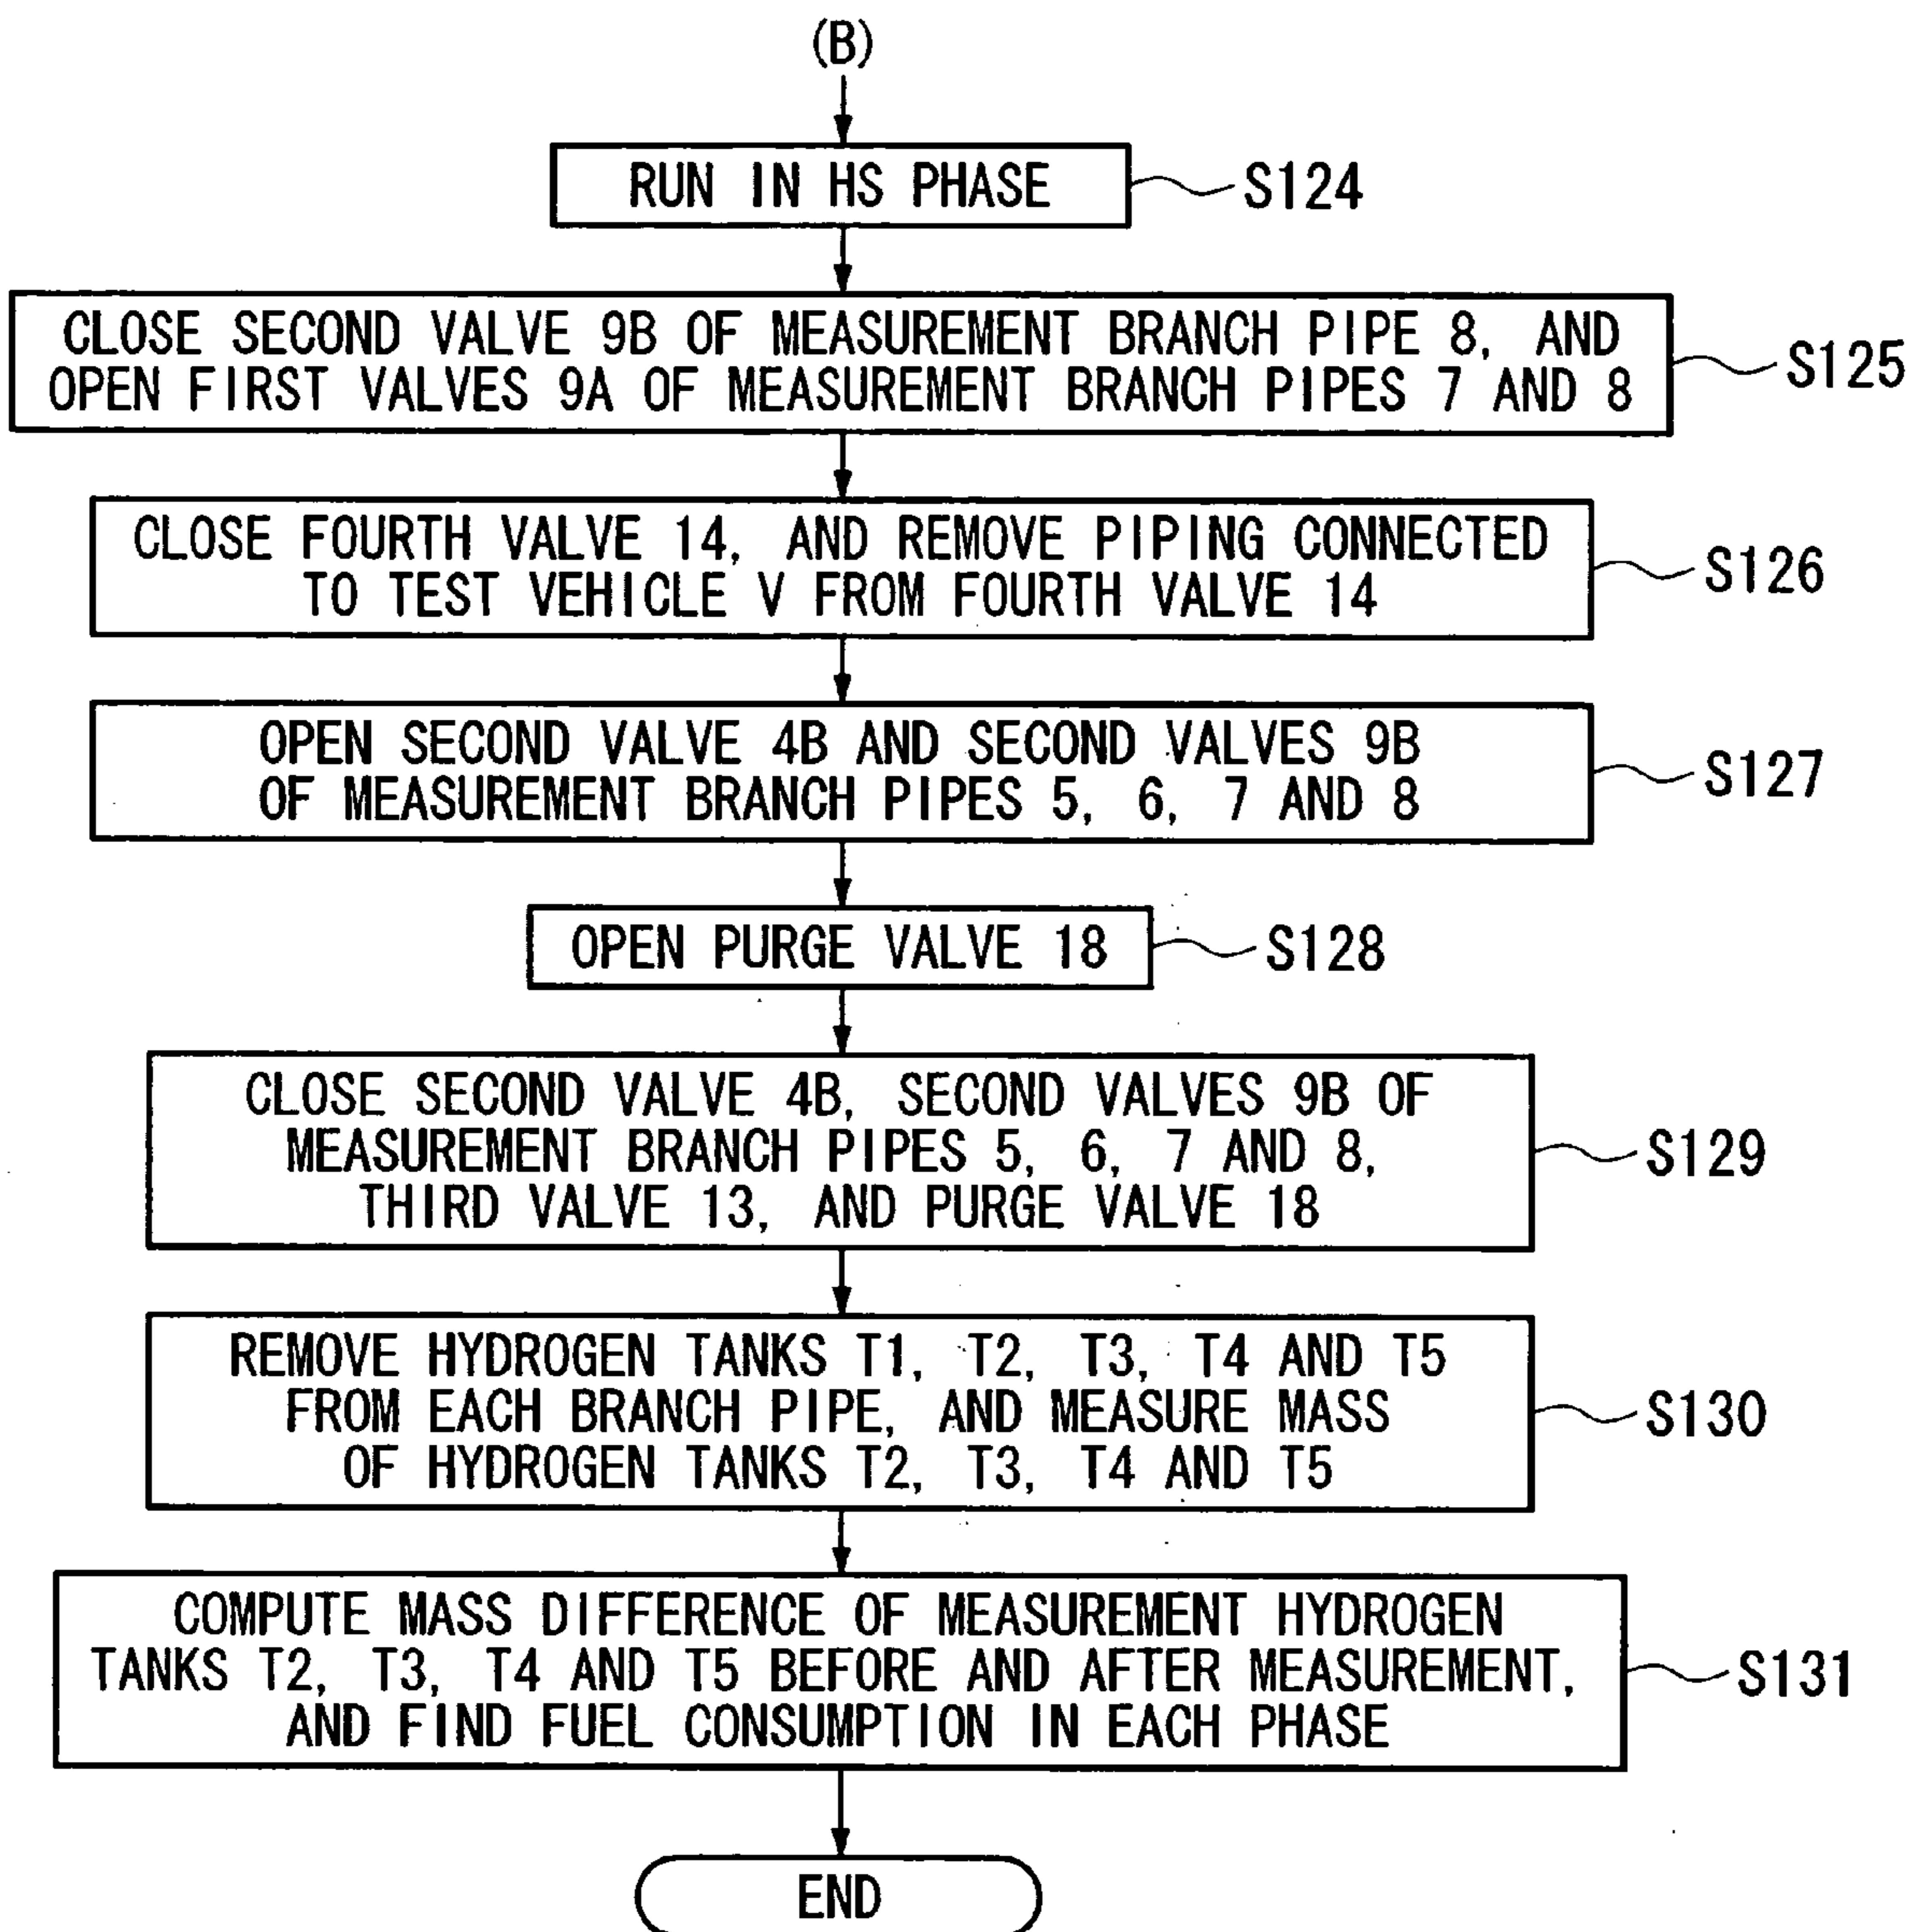 (B)
RUN IN HS PHASE
S124
CLOSE SECOND VALVE 9B OF MEASUREMENT BRANCH PIPE 8, AND
OPEN FIRST VALVES 9A OF MEASUREMENT BRANCH PIPES 7 AND 8
S125
CLOSE FOURTH VALVE 14, AND REMOVE PIPING CONNECTED
TO TEST VEHICLE V FROM FOURTH VALVE 14
S126
OPEN SECOND VALVE 4B AND SECOND VALVES 9B
OF MEASUREMENT BRANCH PIPES 5, 6, 7 AND 8
S127
OPEN PURGE VALVE 18
S128
CLOSE SECOND VALVE 4B, SECOND VALVES 9B OF
MEASUREMENT BRANCH PIPES 5, 6, 7 AND 8,
THIRD VALVE 13, AND PURGE VALVE 18
S129
REMOVE HYDROGEN TANKS T1, T2, T3, T4 AND T5
FROM EACH BRANCH PIPE, AND MEASURE MASS
OF HYDROGEN TANKS T2, T3, T4 AND T5
S130
COMPUTE MASS DIFFERENCE OF MEASUREMENT HYDROGEN
TANKS T2, T3, T4 AND T5 BEFORE AND AFTER MEASUREMENT,
AND FIND FUEL CONSUMPTION IN EACH PHASE
S131
END